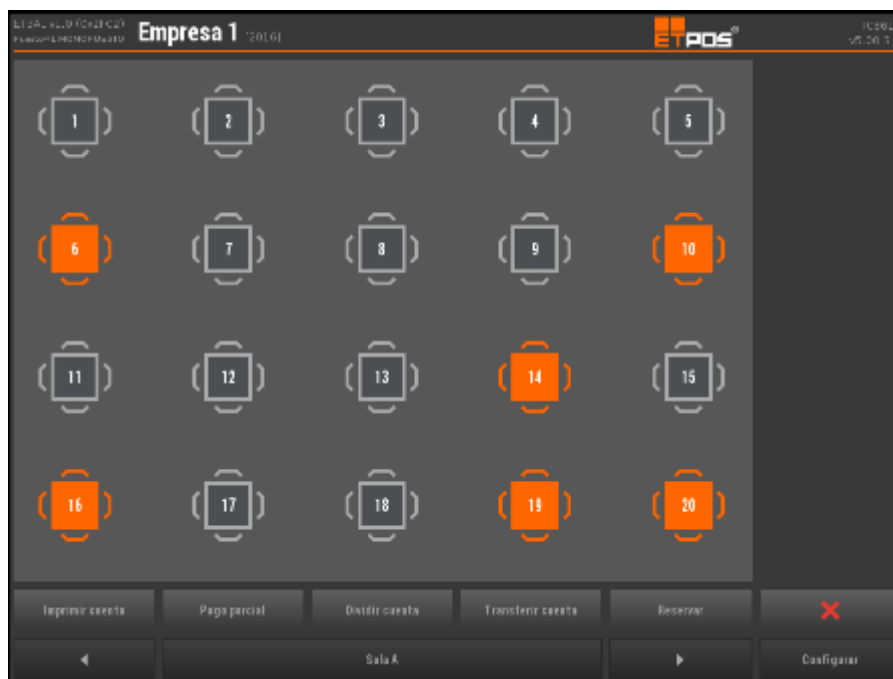 Empresa 1 [2016]
ETPOS®
1 2 3 4 5
6 7 8 9 10
11 12 13 14 15
16 17 18 19 20
Imprimir cuenta Pago parcial Dividir cuenta Transferir cuenta Reservar
Sala A Configurar